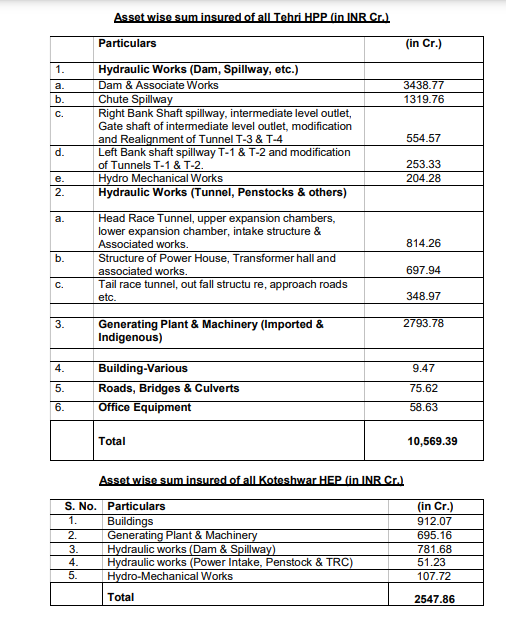 Asset wise sum insured of all Tehri HPP (in INR Cr.)
Particulars (in Cr.)
1. Hydraulic Works (Dam, Spillway, etc.)
a. Dam & Associate Works 3438.77
b. Chute Spillway 1319.76
c. Right Bank Shaft spillway, intermediate level outlet,
Gate shaft of intermediate level outlet, modification
and Realignment of Tunnel T-3 & T-4 554.57
d. Left Bank shaft spillway T-1 & T-2 and modification
of Tunnels T-1 & T-2. 253.33
e. Hydro Mechanical Works 204.28
2. Hydraulic Works (Tunnel, Penstocks & others)
a. Head Race Tunnel, upper expansion chambers,
lower expansion chamber, intake structure &
Associated works. 814.26
b. Structure of Power House, Transformer hall and
associated works. 697.94
c. Tail race tunnel, out fall structu re, approach roads
etc. 348.97
3. Generating Plant & Machinery (Imported & 2793.78
Indigenous)
4. Building-Various 9.47
5. Roads, Bridges & Culverts 75.62
6. Office Equipment 58.63
Total 10,569.39
Asset wise sum insured of all Koteshwar HEP (in INR Cr.)
S. No. Particulars (in Cr.)
1. Buildings 912.07
2. Generating Plant & Machinery 695.16
3. Hydraulic works (Dam & Spillway) 781.68
4. Hydraulic works (Power Intake, Penstock & TRC) 51.23
5. Hydro-Mechanical Works 107.72
Total 2547.86